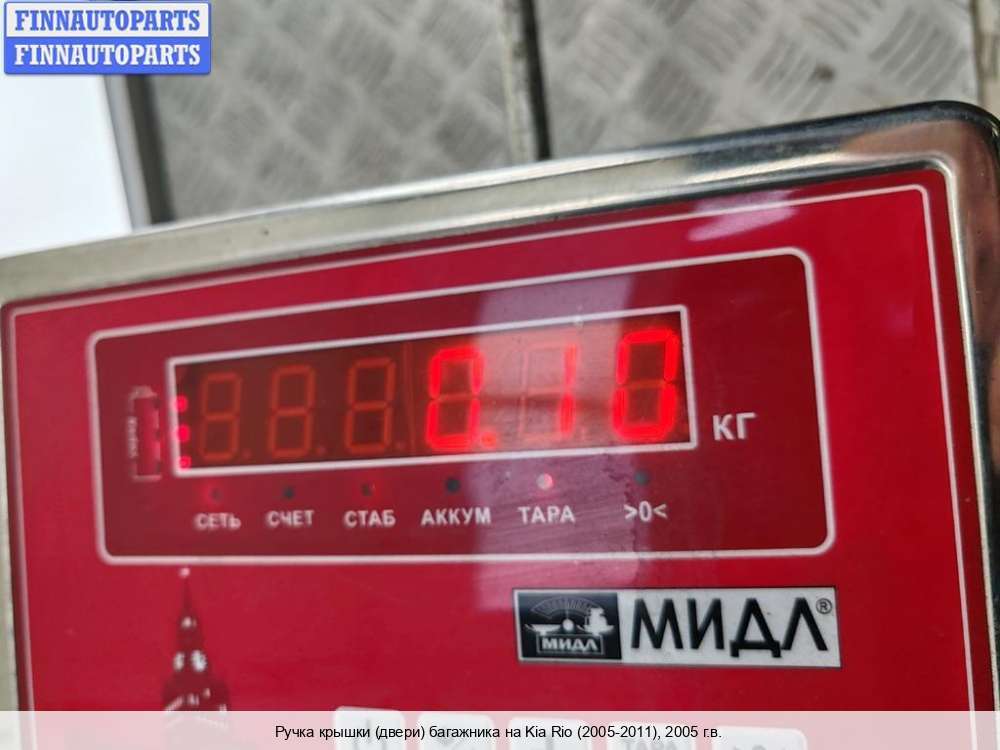 FINNAUTOPARTS
FINNAUTOPARTS
0.10 КГ
СЕТЬ СЧЕТ СТАБ АККУМ ТАРА >0<
МИДЛ МИДЛ®
ТАРА
Ручка крышки (двери) багажника на Kia Rio (2005-2011), 2005 г.в.